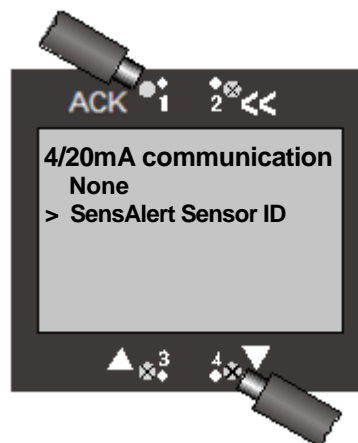 ACK 1 2 <<
4/20mA communication
None
> SensAlert Sensor ID
3 4